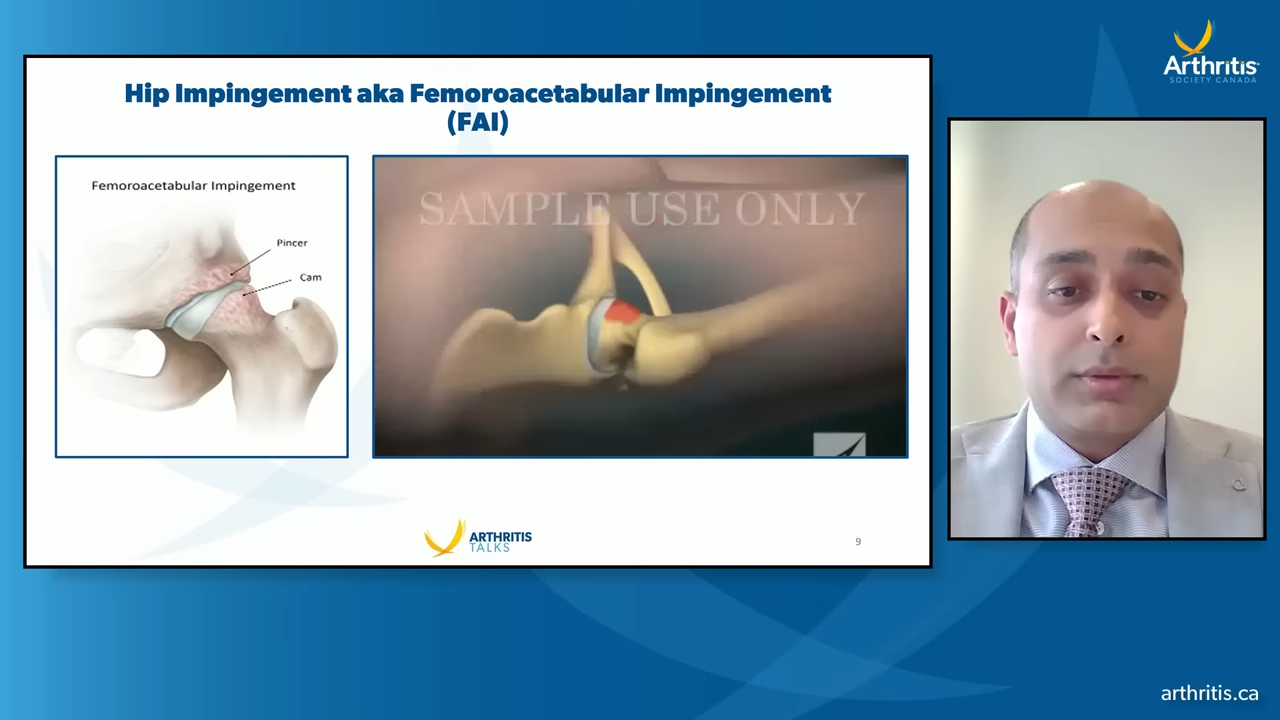 Hip Impingement aka Femoroacetabular Impingement
(FAI)
Femoroacetabular Impingement
Pincer
Cam
SAMPLE USE ONLY
ARTHRITIS
TALKS
9
Arthritis
SOCIETY CANADA
arthritis.ca